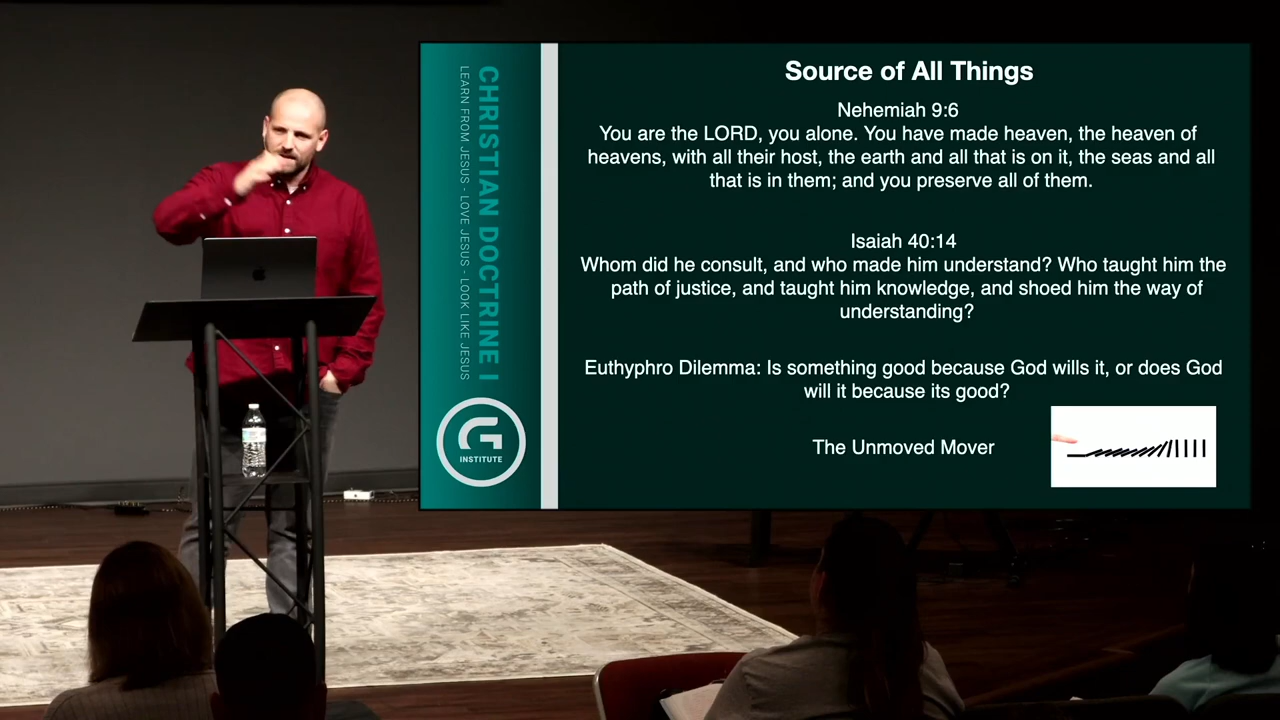 CHRISTIAN DOCTRINE I
LEARN FROM JESUS - LOVE JESUS - LOOK LIKE JESUS
G
INSTITUTE
Source of All Things
Nehemiah 9:6
You are the LORD, you alone. You have made heaven, the heaven of
heavens, with all their host, the earth and all that is on it, the seas and all
that is in them; and you preserve all of them.
Isaiah 40:14
Whom did he consult, and who made him understand? Who taught him the
path of justice, and taught him knowledge, and shoed him the way of
understanding?
Euthyphro Dilemma: Is something good because God wills it, or does God
will it because its good?
The Unmoved Mover